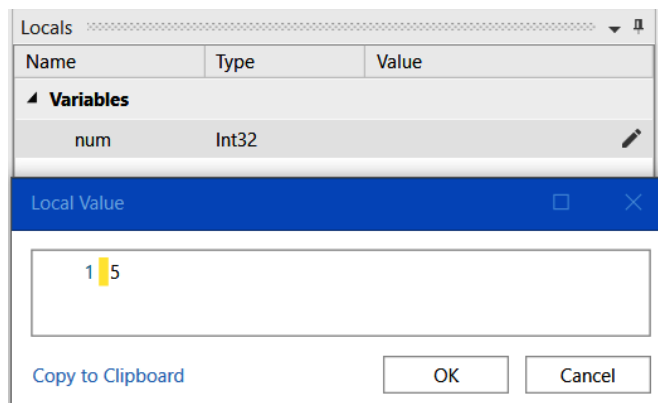 Locals
Name Type Value
Variables
num Int32
Local Value
1 5
Copy to Clipboard OK Cancel